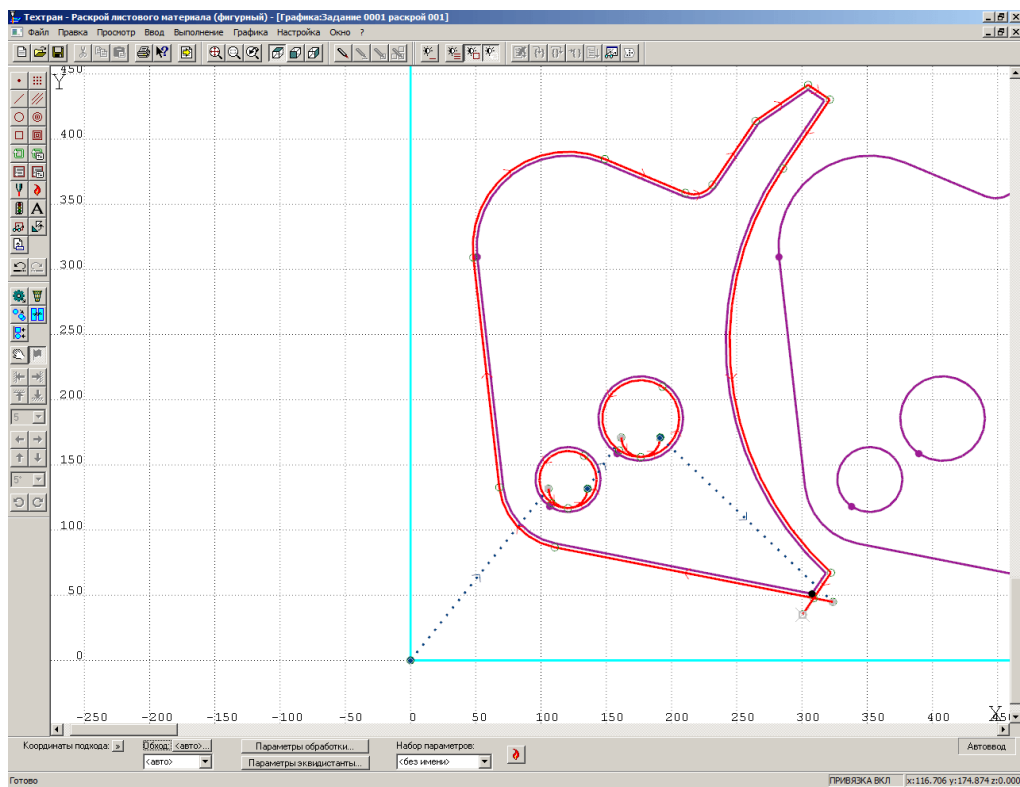 Техтран - Раскрой листового материала (фигурный) - [Графика:Задание 0001 раскрой 001]
Файл Правка Просмотр Ввод Выполнение Графика Настройка Окно ?
A
5
5°
Y
450
400
350
300
250
200
150
100
50
0
-250 -200 -150 -100 -50 0 50 100 150 200 250 300 350 400 450
X
Координаты подхода: » Обход: <авто>... Параметры обработки... Набор параметров: Автоввод
<авто> Параметры эквидистанты... <без имени>
Готово ПРИВЯЗКА ВКЛ x:116.706 y:174.874 z:0.000